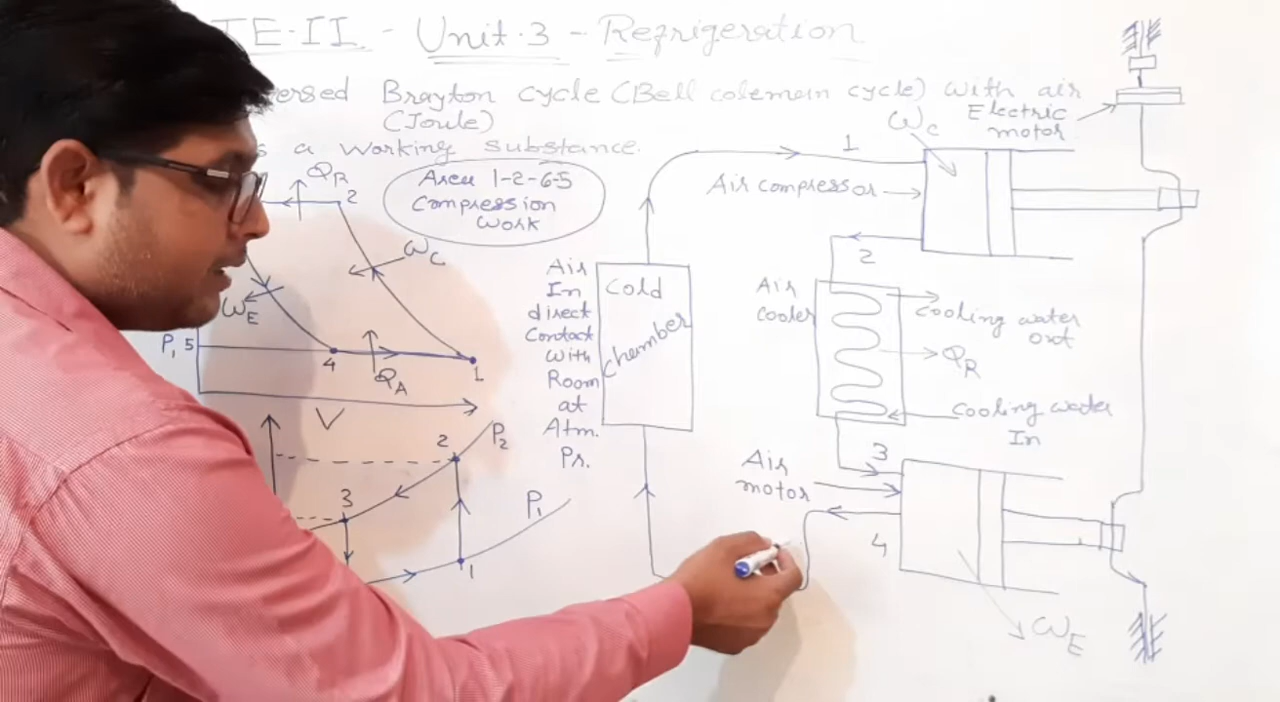 TE-II - Unit-3 - Refrigeration
ersed Brayton cycle (Bell coleman cycle) with air
(Joule)
s a working substance.
QR
2
Area 1-2-6-5
Compression
Work
WC
WE
P1 5
4
QA
1
V
P2
2
3
P1
1
Air
In
direct
Contact
With
Room
at
Atm.
Pr.
Cold
chamber
1
Air compressor
Wc
Electric
motor
2
Air
cooler
Cooling water
out
QR
Cooling water
In
3
Air
motor
4
WE